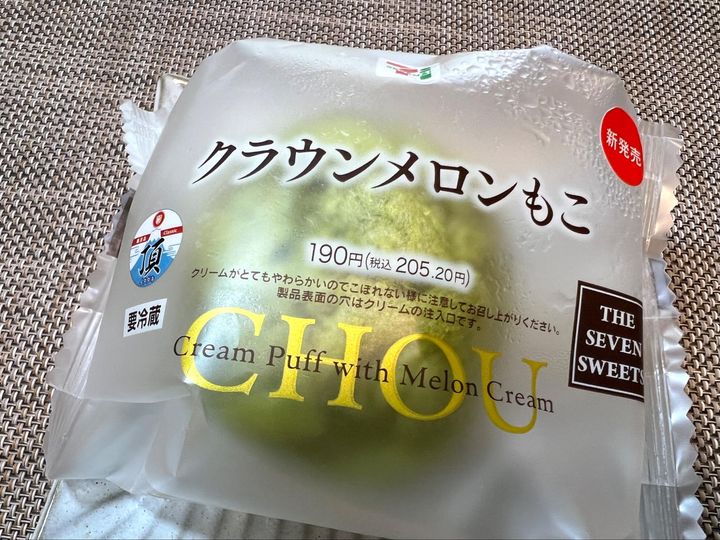 新発売
クラウンメロンもこ
190円(税込 205.20円)
クリームがとてもやわらかいのでこぼれない様に注意してお召し上がりください。
製品表面の穴はクリームの注入口です。
頂
要冷蔵
CHOU
Cream Puff with Melon Cream
THE
SEVEN
SWEETS